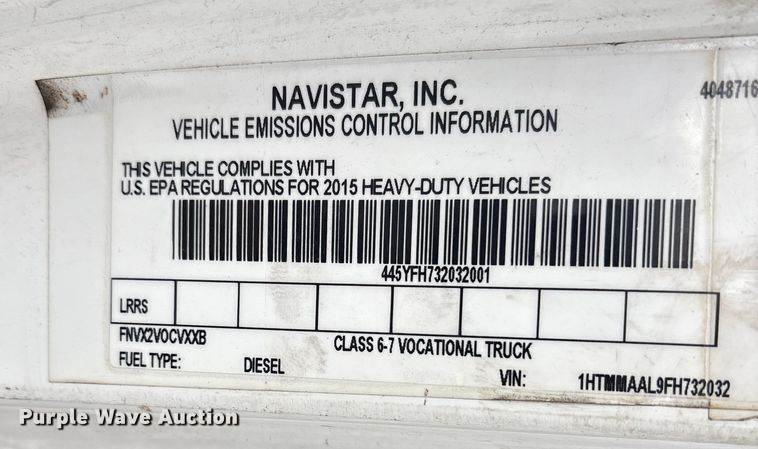 NAVISTAR, INC.
4048716
VEHICLE EMISSIONS CONTROL INFORMATION
THIS VEHICLE COMPLIES WITH
U.S. EPA REGULATIONS FOR 2015 HEAVY-DUTY VEHICLES
445YFH732032001
LRRS
FNVX2VOCVXXB
CLASS 6-7 VOCATIONAL TRUCK
FUEL TYPE: DIESEL
VIN: 1HTMMAAL9FH732032
Purple Wave Auction